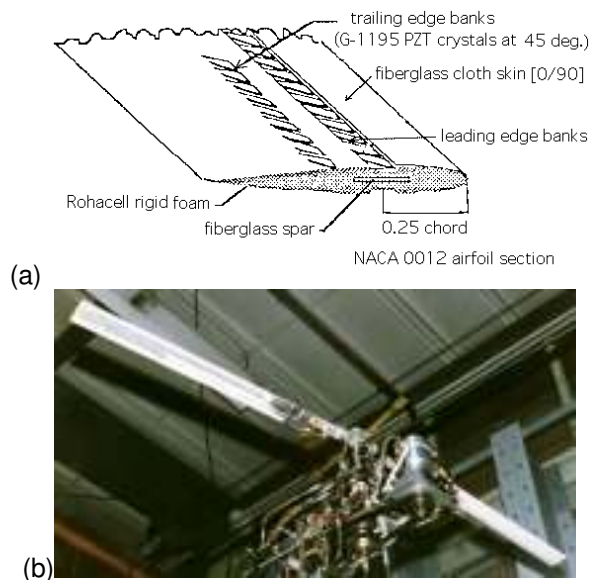 trailing edge banks
(G-1195 PZT crystals at 45 deg.)
fiberglass cloth skin [0/90]
leading edge banks
Rohacell rigid foam
fiberglass spar
0.25 chord
NACA 0012 airfoil section
(a)
(b)